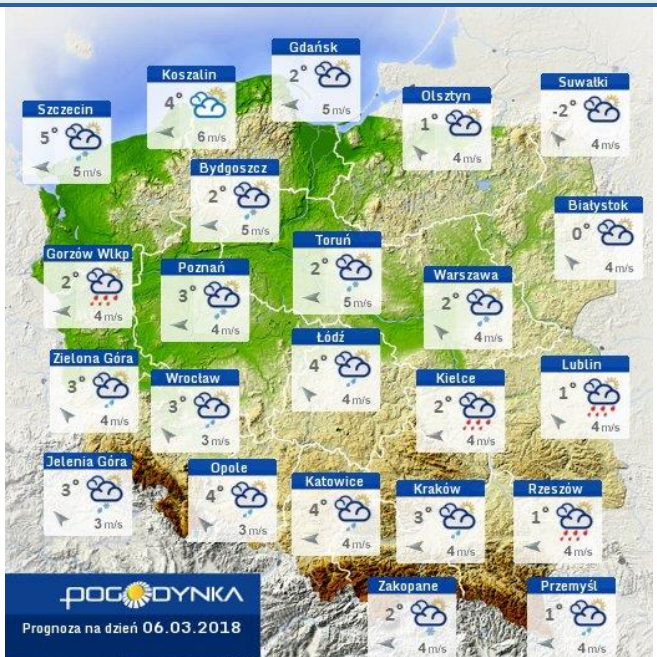 Gdańsk
2°
5 m/s
Koszalin
4°
6 m/s
Suwałki
-2°
4 m/s
Olsztyn
1°
4 m/s
Szczecin
5°
5 m/s
Bydgoszcz
2°
5 m/s
Białystok
0°
4 m/s
Toruń
2°
5 m/s
Gorzów Wlkp
2°
4 m/s
Poznań
3°
4 m/s
Warszawa
2°
4 m/s
Łódź
4°
4 m/s
Zielona Góra
3°
4 m/s
Wrocław
3°
3 m/s
Kielce
2°
4 m/s
Lublin
1°
4 m/s
Jelenia Góra
3°
3 m/s
Opole
4°
3 m/s
Katowice
4°
4 m/s
Kraków
3°
4 m/s
Rzeszów
1°
4 m/s
Zakopane
2°
4 m/s
Przemyśl
1°
4 m/s
POGODYNKA
Prognoza na dzień 06.03.2018